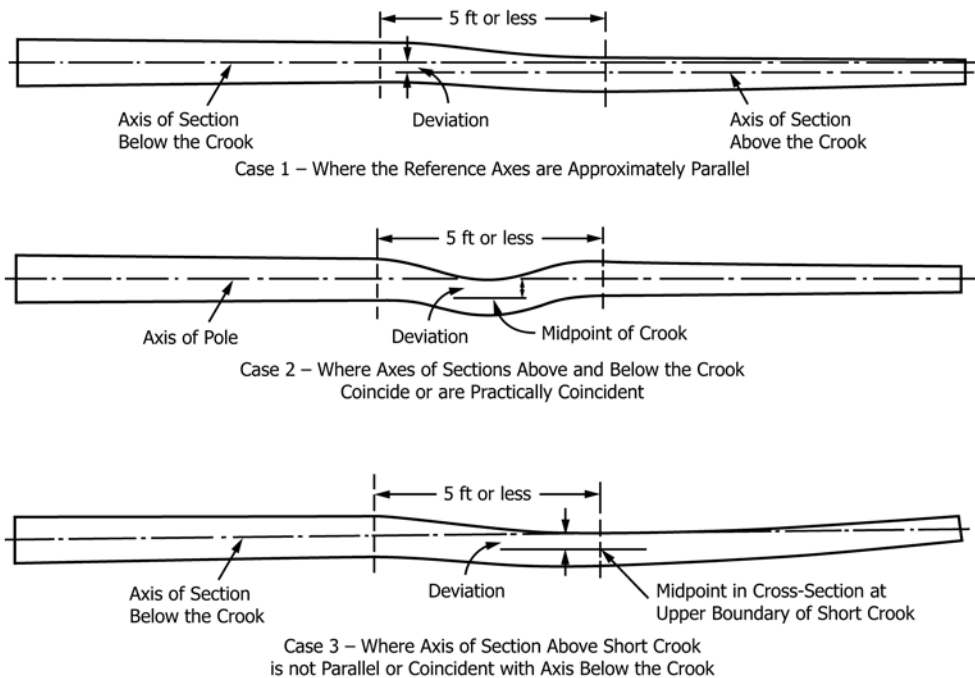 5 ft or less
Axis of Section
Below the Crook
Deviation
Axis of Section
Above the Crook
Case 1 – Where the Reference Axes are Approximately Parallel
5 ft or less
Axis of Pole
Deviation
Midpoint of Crook
Case 2 – Where Axes of Sections Above and Below the Crook
Coincide or are Practically Coincident
5 ft or less
Axis of Section
Below the Crook
Deviation
Midpoint in Cross-Section at
Upper Boundary of Short Crook
Case 3 – Where Axis of Section Above Short Crook
is not Parallel or Coincident with Axis Below the Crook